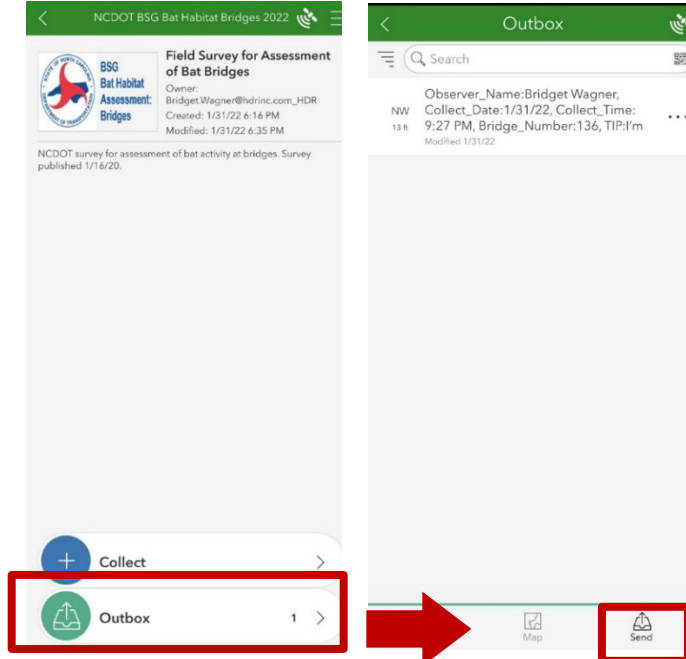 NCDOT BSG Bat Habitat Bridges 2022
BSG
Bat Habitat
Assessment:
Bridges
Field Survey for Assessment
of Bat Bridges
Owner:
Bridget.Wagner@hdrinc.com_HDR
Created: 1/31/22 6:16 PM
Modified: 1/31/22 6:35 PM
NCDOT survey for assessment of bat activity at bridges. Survey
published 1/16/20.
Collect
Outbox 1
Outbox
Search
NW
13 ft
Observer_Name:Bridget Wagner,
Collect_Date:1/31/22, Collect_Time:
9:27 PM, Bridge_Number:136, TIP:I'm
Modified 1/31/22
Map
Send